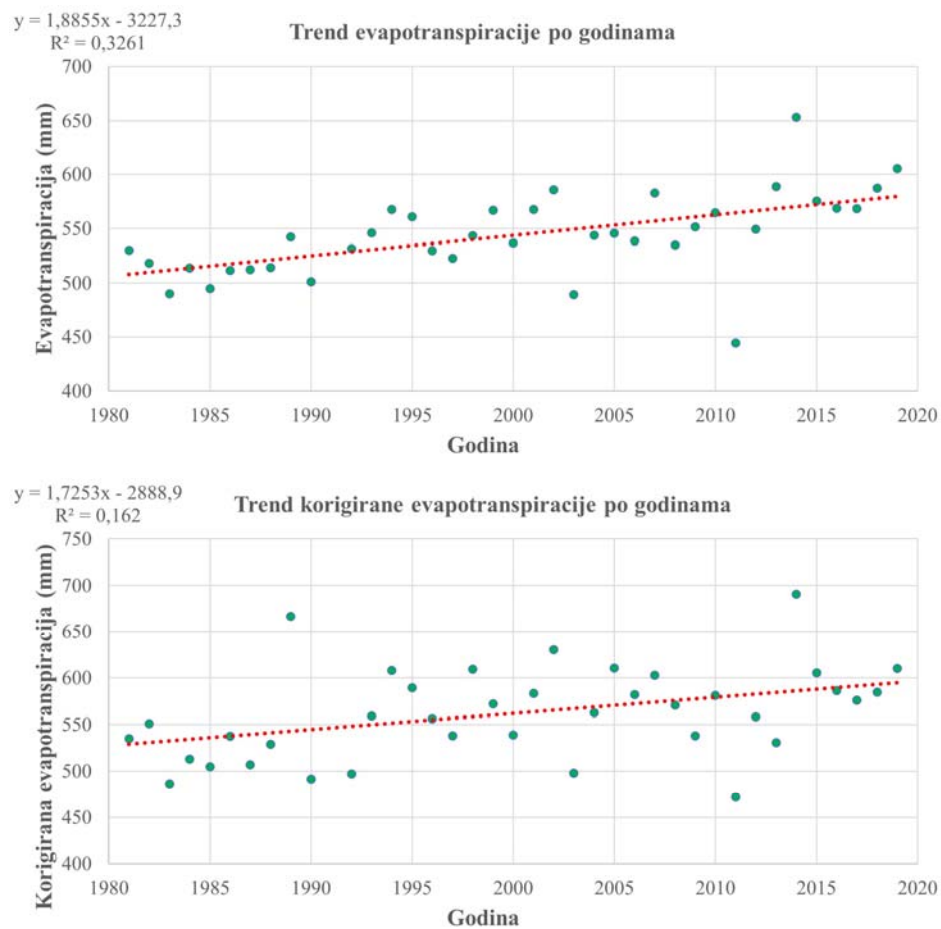 y = 1,8855x - 3227,3
R² = 0,3261
Trend evapotranspiracije po godinama
Evapotranspiracija (mm)
700
650
600
550
500
450
400
1980 1985 1990 1995 2000 2005 2010 2015 2020
Godina
y = 1,7253x - 2888,9
R² = 0,162
Trend korigirane evapotranspiracije po godinama
Korigirana evapotranspiracija (mm)
750
700
650
600
550
500
450
400
1980 1985 1990 1995 2000 2005 2010 2015 2020
Godina